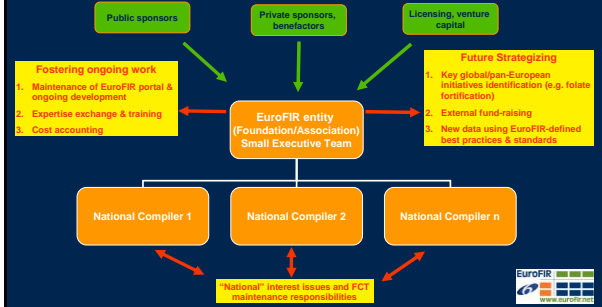 Public sponsors
Private sponsors,
benefactors
Licensing, venture
capital
Fostering ongoing work
1. Maintenance of EuroFIR portal &
ongoing development
2. Expertise exchange & training
3. Cost accounting
Future Strategizing
1. Key global/pan-European
initiatives identification (e.g. folate
fortification)
2. External fund-raising
3. New data using EuroFIR-defined
best practices & standards
EuroFIR entity
(Foundation/Association)
Small Executive Team
National Compiler 1
National Compiler 2
National Compiler n
"National" interest issues and FCT
maintenance responsibilities
EuroFIR
www.eurofir.net